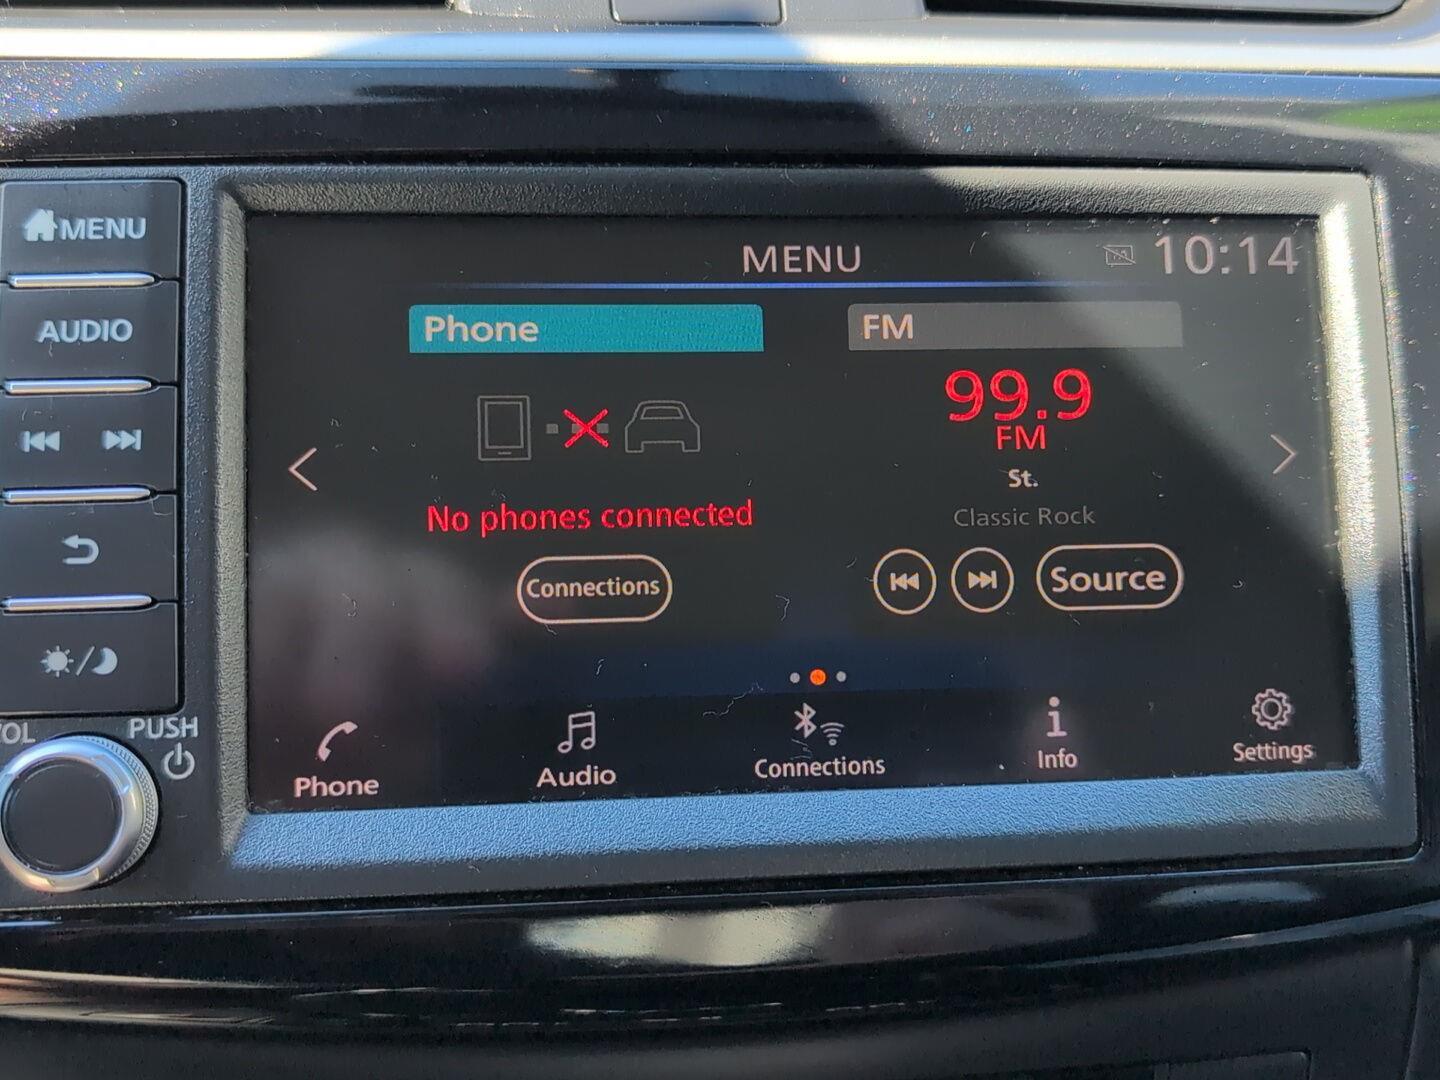 MENU
AUDIO
VOL
PUSH
MENU
10:14
Phone
No phones connected
Connections
FM
99.9
FM
St.
Classic Rock
Source
Phone
Audio
Connections
Info
Settings